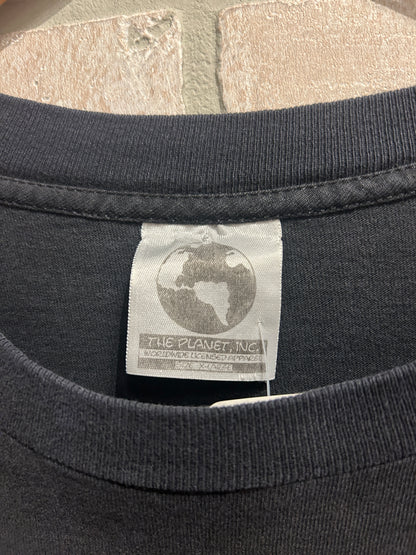 THE PLANET, INC.
WORLDWIDE LICENSED APPAREL
SIZE X-LARGE